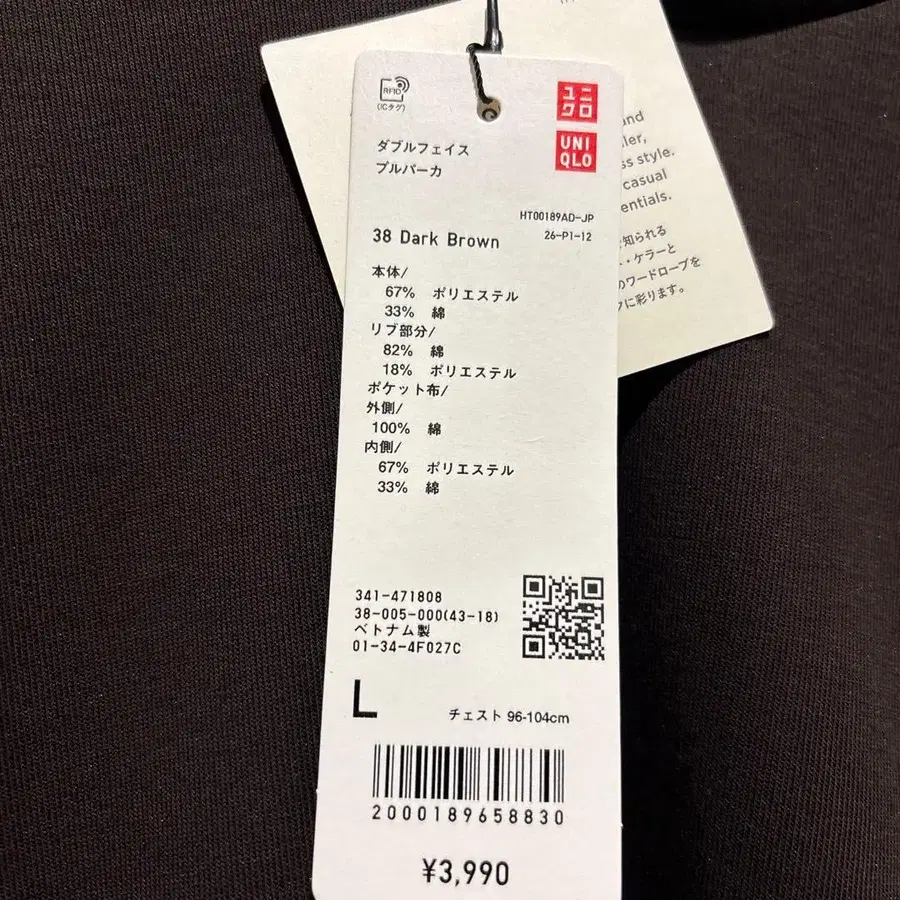 RFID
(ICタグ)
ユニ
クロ
UNI
QLO
ダブルフェイス
プルパーカ
HT00189AD-JP
38 Dark Brown
26-P1-12
本体/
67% ポリエステル
33% 綿
リブ部分/
82% 綿
18% ポリエステル
ポケット布/
外側/
100% 綿
内側/
67% ポリエステル
33% 綿
341-471808
38-005-000(43-18)
ベトナム製
01-34-4F027C
L
チェスト 96-104cm
2000189658830
¥3,990
and
ler,
ss style.
casual
entials.
知られる
・ケラーと
のワードローブを
クに彩ります。